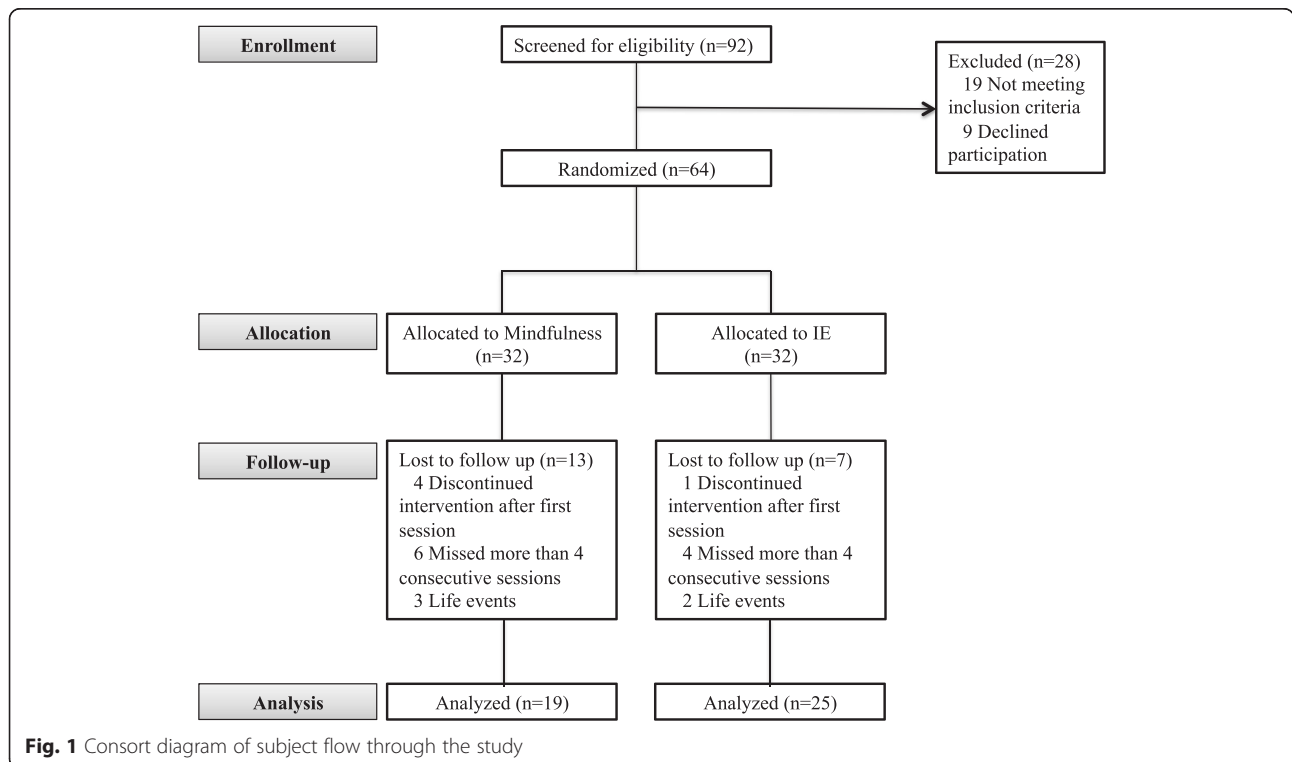 Enrollment
Screened for eligibility (n=92)
Excluded (n=28)
19 Not meeting
inclusion criteria
9 Declined
participation
Randomized (n=64)
Allocation
Allocated to Mindfulness
(n=32)
Allocated to IE
(n=32)
Follow-up
Lost to follow up (n=13)
4 Discontinued
intervention after first
session
6 Missed more than 4
consecutive sessions
3 Life events
Lost to follow up (n=7)
1 Discontinued
intervention after first
session
4 Missed more than 4
consecutive sessions
2 Life events
Analysis
Analyzed (n=19)
Analyzed (n=25)
Fig. 1 Consort diagram of subject flow through the study